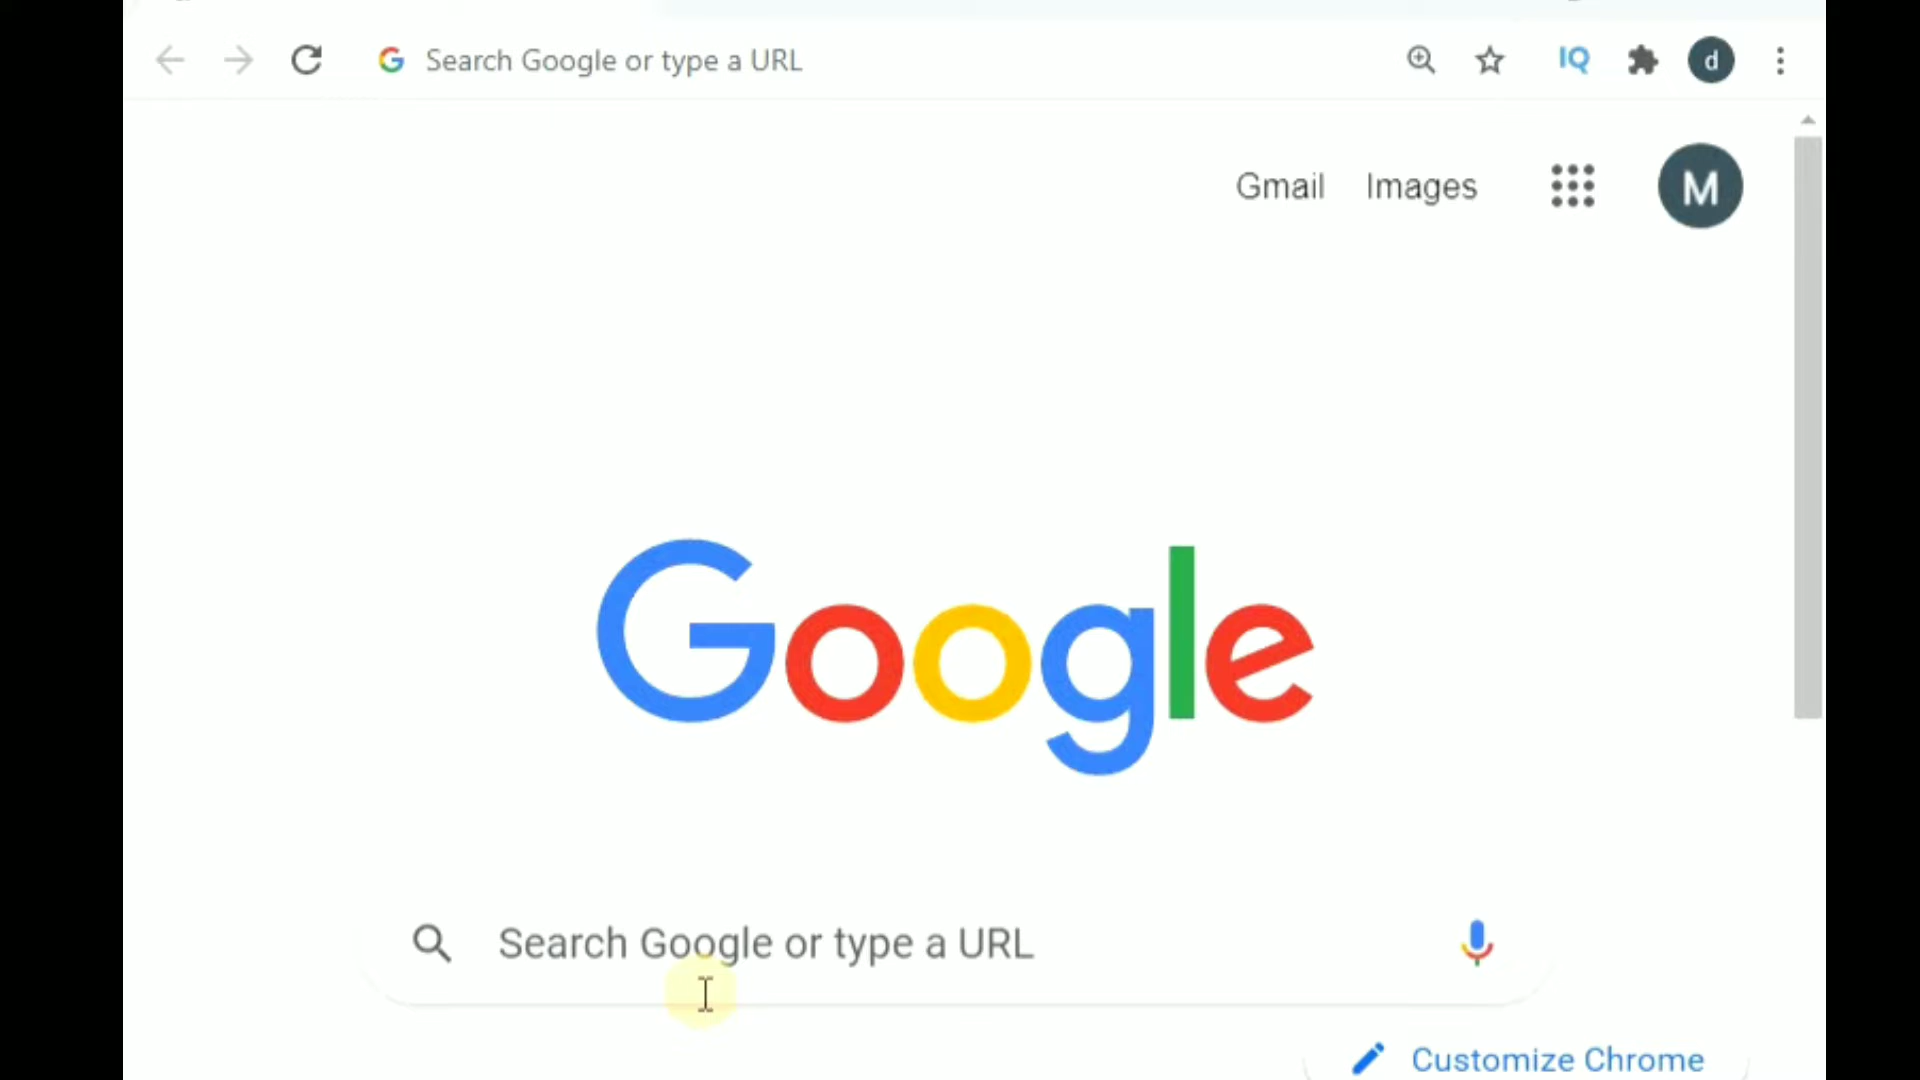 Search Google or type a URL
IQ
d
Gmail Images
M
Google
Search Google or type a URL
Customize Chrome